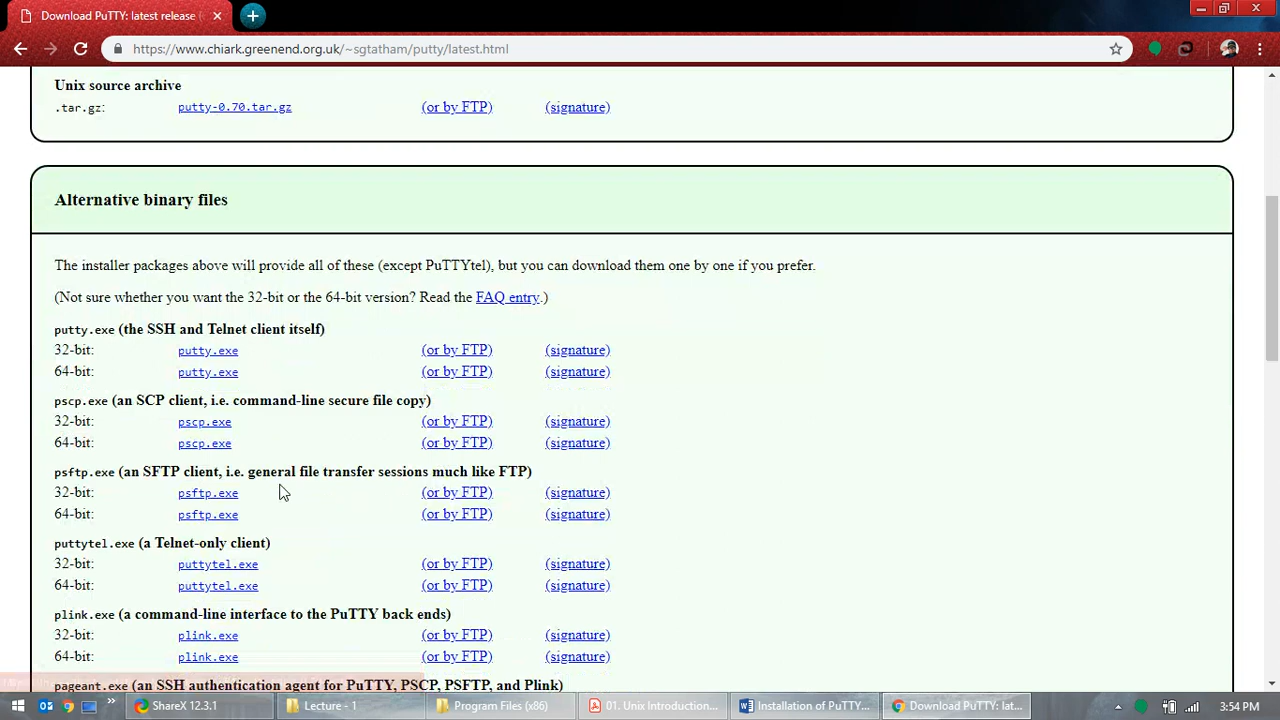 Download PuTTY: latest release
https://www.chiark.greenend.org.uk/~sgtatham/putty/latest.html
Unix source archive
.tar.gz: putty-0.70.tar.gz (or by FTP) (signature)
Alternative binary files
The installer packages above will provide all of these (except PuTTYtel), but you can download them one by one if you prefer.
(Not sure whether you want the 32-bit or the 64-bit version? Read the FAQ entry.)
putty.exe (the SSH and Telnet client itself)
32-bit: putty.exe (or by FTP) (signature)
64-bit: putty.exe (or by FTP) (signature)
pscp.exe (an SCP client, i.e. command-line secure file copy)
32-bit: pscp.exe (or by FTP) (signature)
64-bit: pscp.exe (or by FTP) (signature)
psftp.exe (an SFTP client, i.e. general file transfer sessions much like FTP)
32-bit: psftp.exe (or by FTP) (signature)
64-bit: psftp.exe (or by FTP) (signature)
puttytel.exe (a Telnet-only client)
32-bit: puttytel.exe (or by FTP) (signature)
64-bit: puttytel.exe (or by FTP) (signature)
plink.exe (a command-line interface to the PuTTY back ends)
32-bit: plink.exe (or by FTP) (signature)
64-bit: plink.exe (or by FTP) (signature)
pageant.exe (an SSH authentication agent for PuTTY, PSCP, PSFTP, and Plink)
ShareX 12.3.1 Lecture - 1 Program Files (x86) 01. Unix Introduction... Installation of PuTTY... Download PuTTY: lat... 3:54 PM